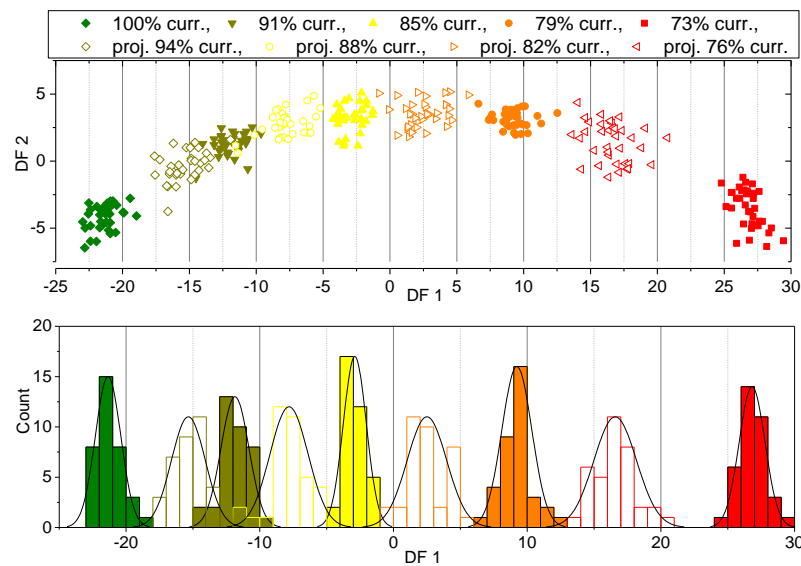 100% curr., 91% curr., 85% curr., 79% curr., 73% curr.,
proj. 94% curr., proj. 88% curr., proj. 82% curr., proj. 76% curr.
5
0
-5
DF 2
-25 -20 -15 -10 -5 0 5 10 15 20 25 30
DF 1
20
15
10
5
0
Count
-20 -10 0 10 20 30
DF 1